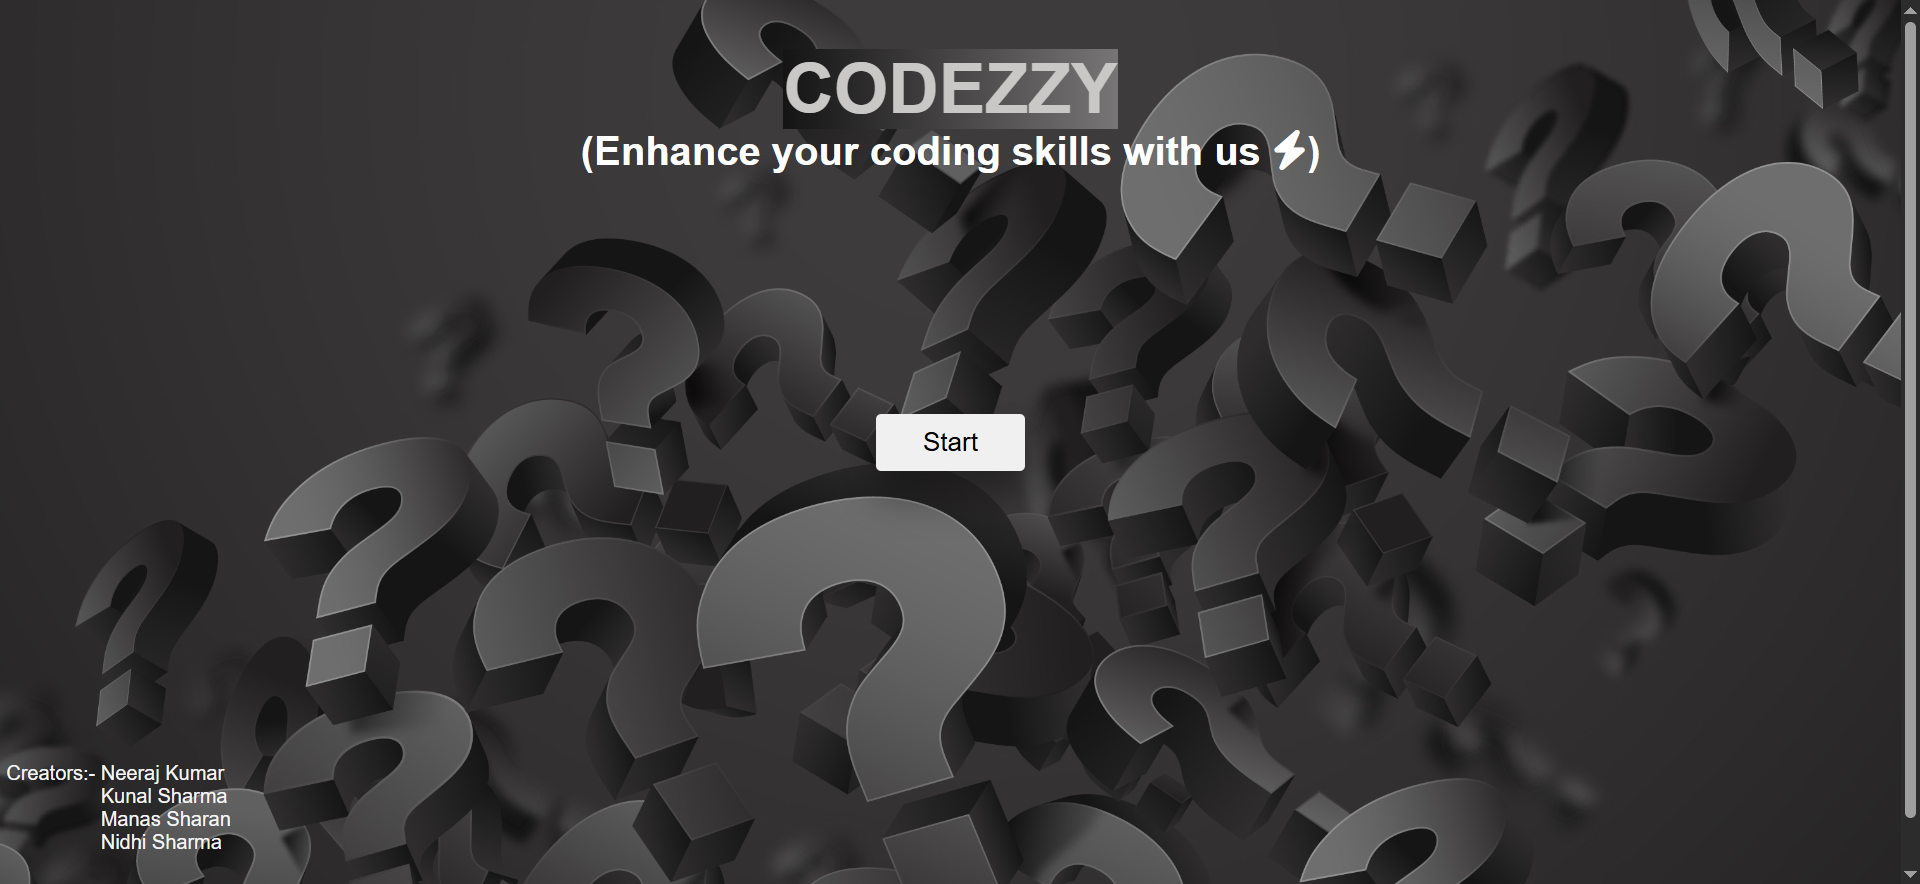 CODEZZY
(Enhance your coding skills with us ⚡)
Start
Creators:- Neeraj Kumar
Kunal Sharma
Manas Sharan
Nidhi Sharma